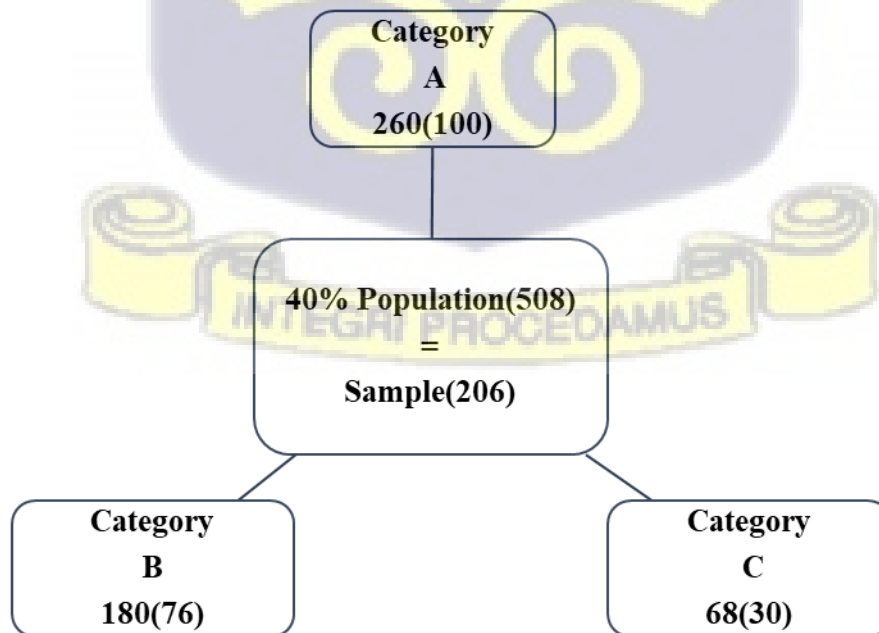 Category
A
260(100)
40% Population(508)
=
Sample(206)
INTEGRI PROCEDAMUS
Category
B
180(76)
Category
C
68(30)